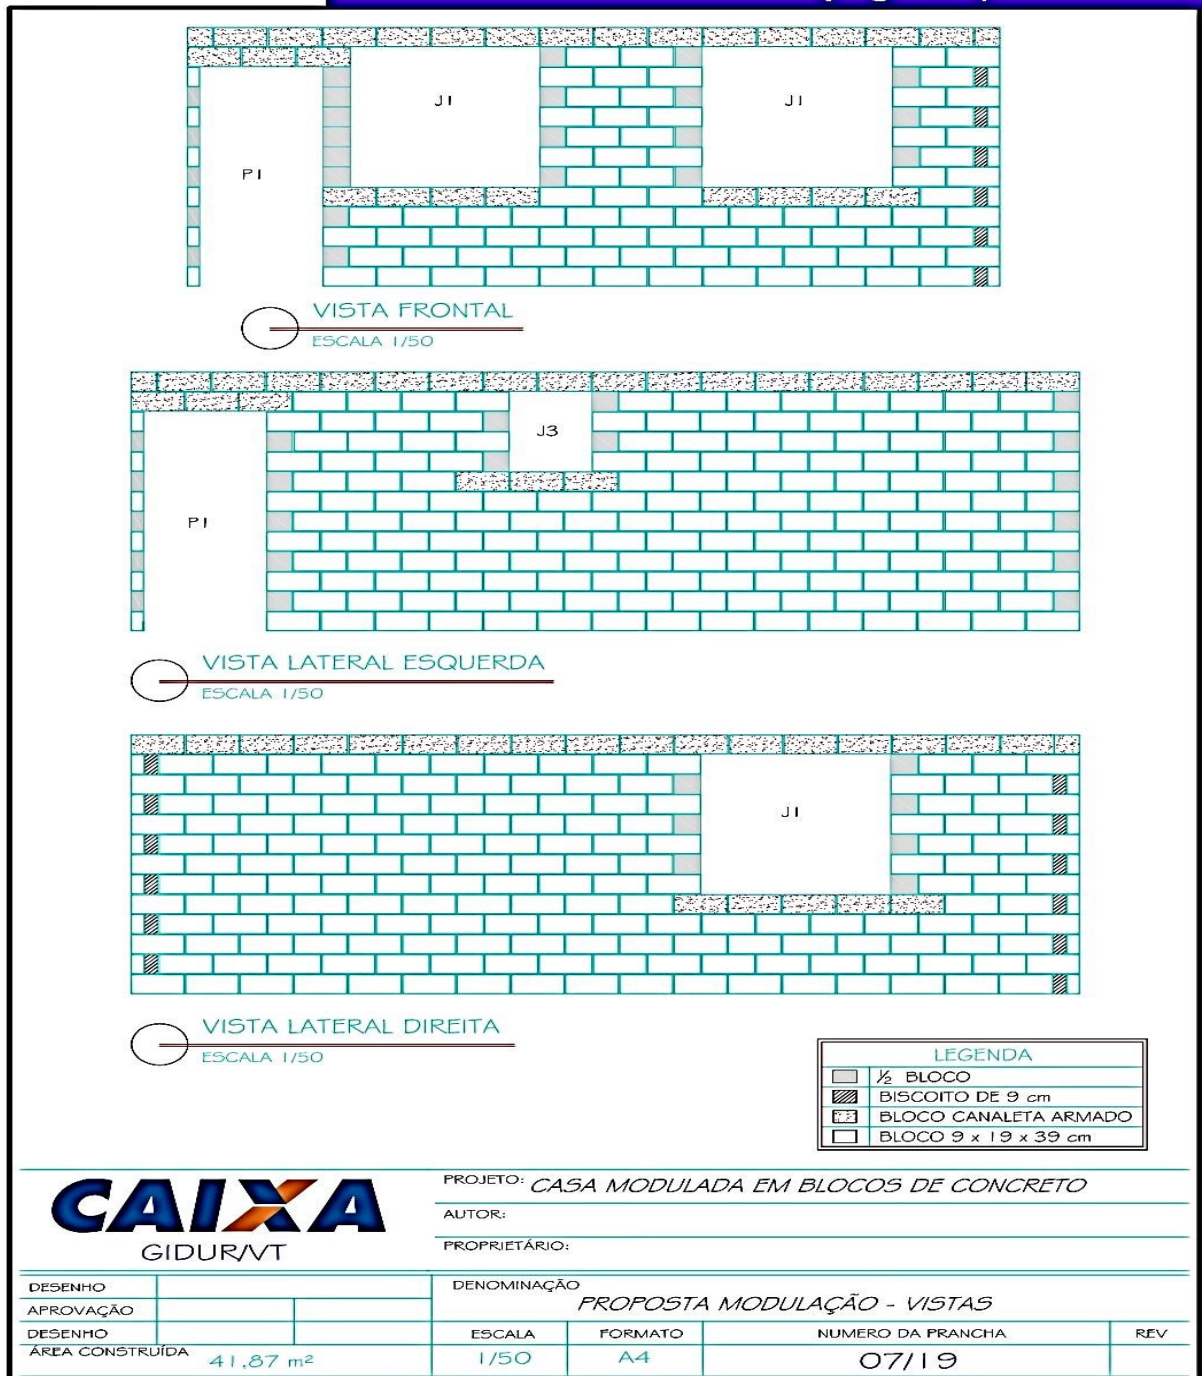 P1
J1
J1
VISTA FRONTAL
ESCALA 1/50
P1
J3
VISTA LATERAL ESQUERDA
ESCALA 1/50
J1
VISTA LATERAL DIREITA
ESCALA 1/50
LEGENDA
½ BLOCO
BISCOITO DE 9 cm
BLOCO CANALETA ARMADO
BLOCO 9 x 19 x 39 cm
CAIXA
GIDUR/VT
PROJETO: CASA MODULADA EM BLOCOS DE CONCRETO
AUTOR:
PROPRIETÁRIO:
DESENHO
APROVAÇÃO
DESENHO
ÁREA CONSTRUÍDA 41,87 m²
DENOMINAÇÃO
PROPOSTA MODULAÇÃO - VISTAS
ESCALA FORMATO NUMERO DA PRANCHA REV
1/50 A4 07/19